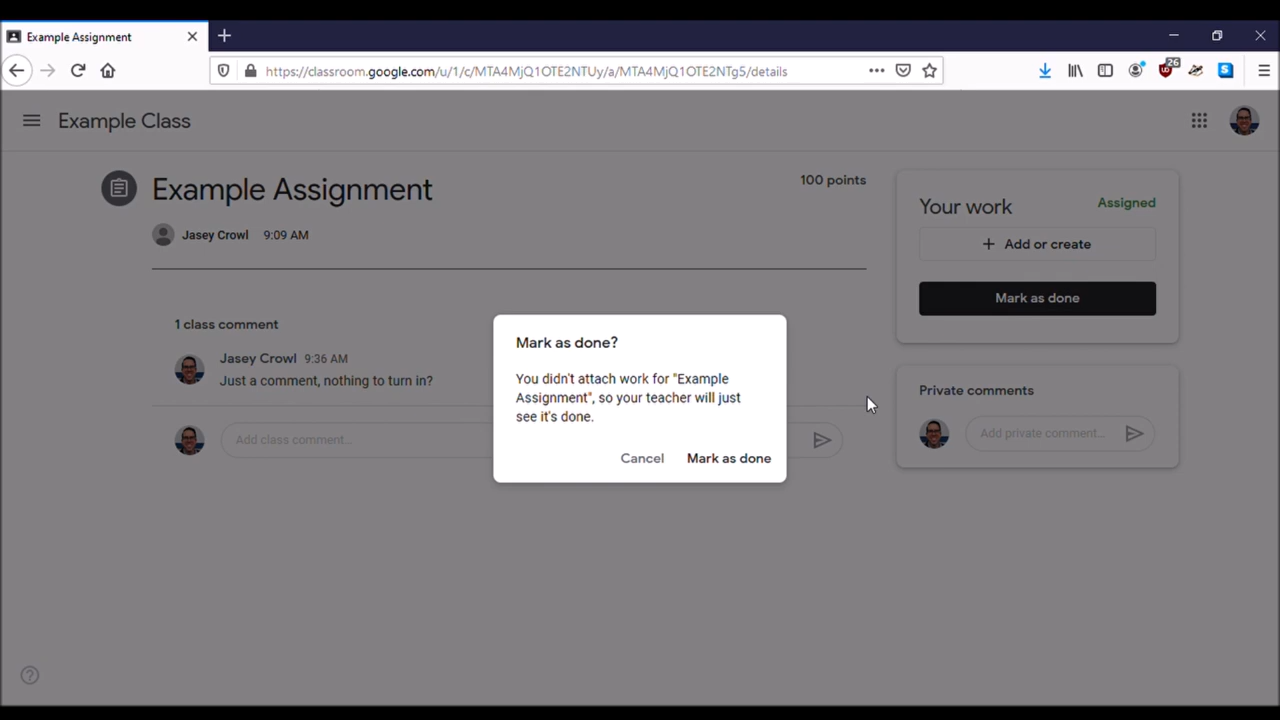 Example Assignment
https://classroom.google.com/u/1/c/MTA4MjQ1OTE2NTUy/a/MTA4MjQ1OTE2NTg5/details
26
Example Class
Example Assignment
100 points
Jasey Crowl 9:09 AM
Your work
Assigned
+ Add or create
Mark as done
1 class comment
Jasey Crowl 9:36 AM
Just a comment, nothing to turn in?
Add class comment...
Mark as done?
You didn't attach work for "Example
Assignment", so your teacher will just
see it's done.
Cancel Mark as done
Private comments
Add private comment...